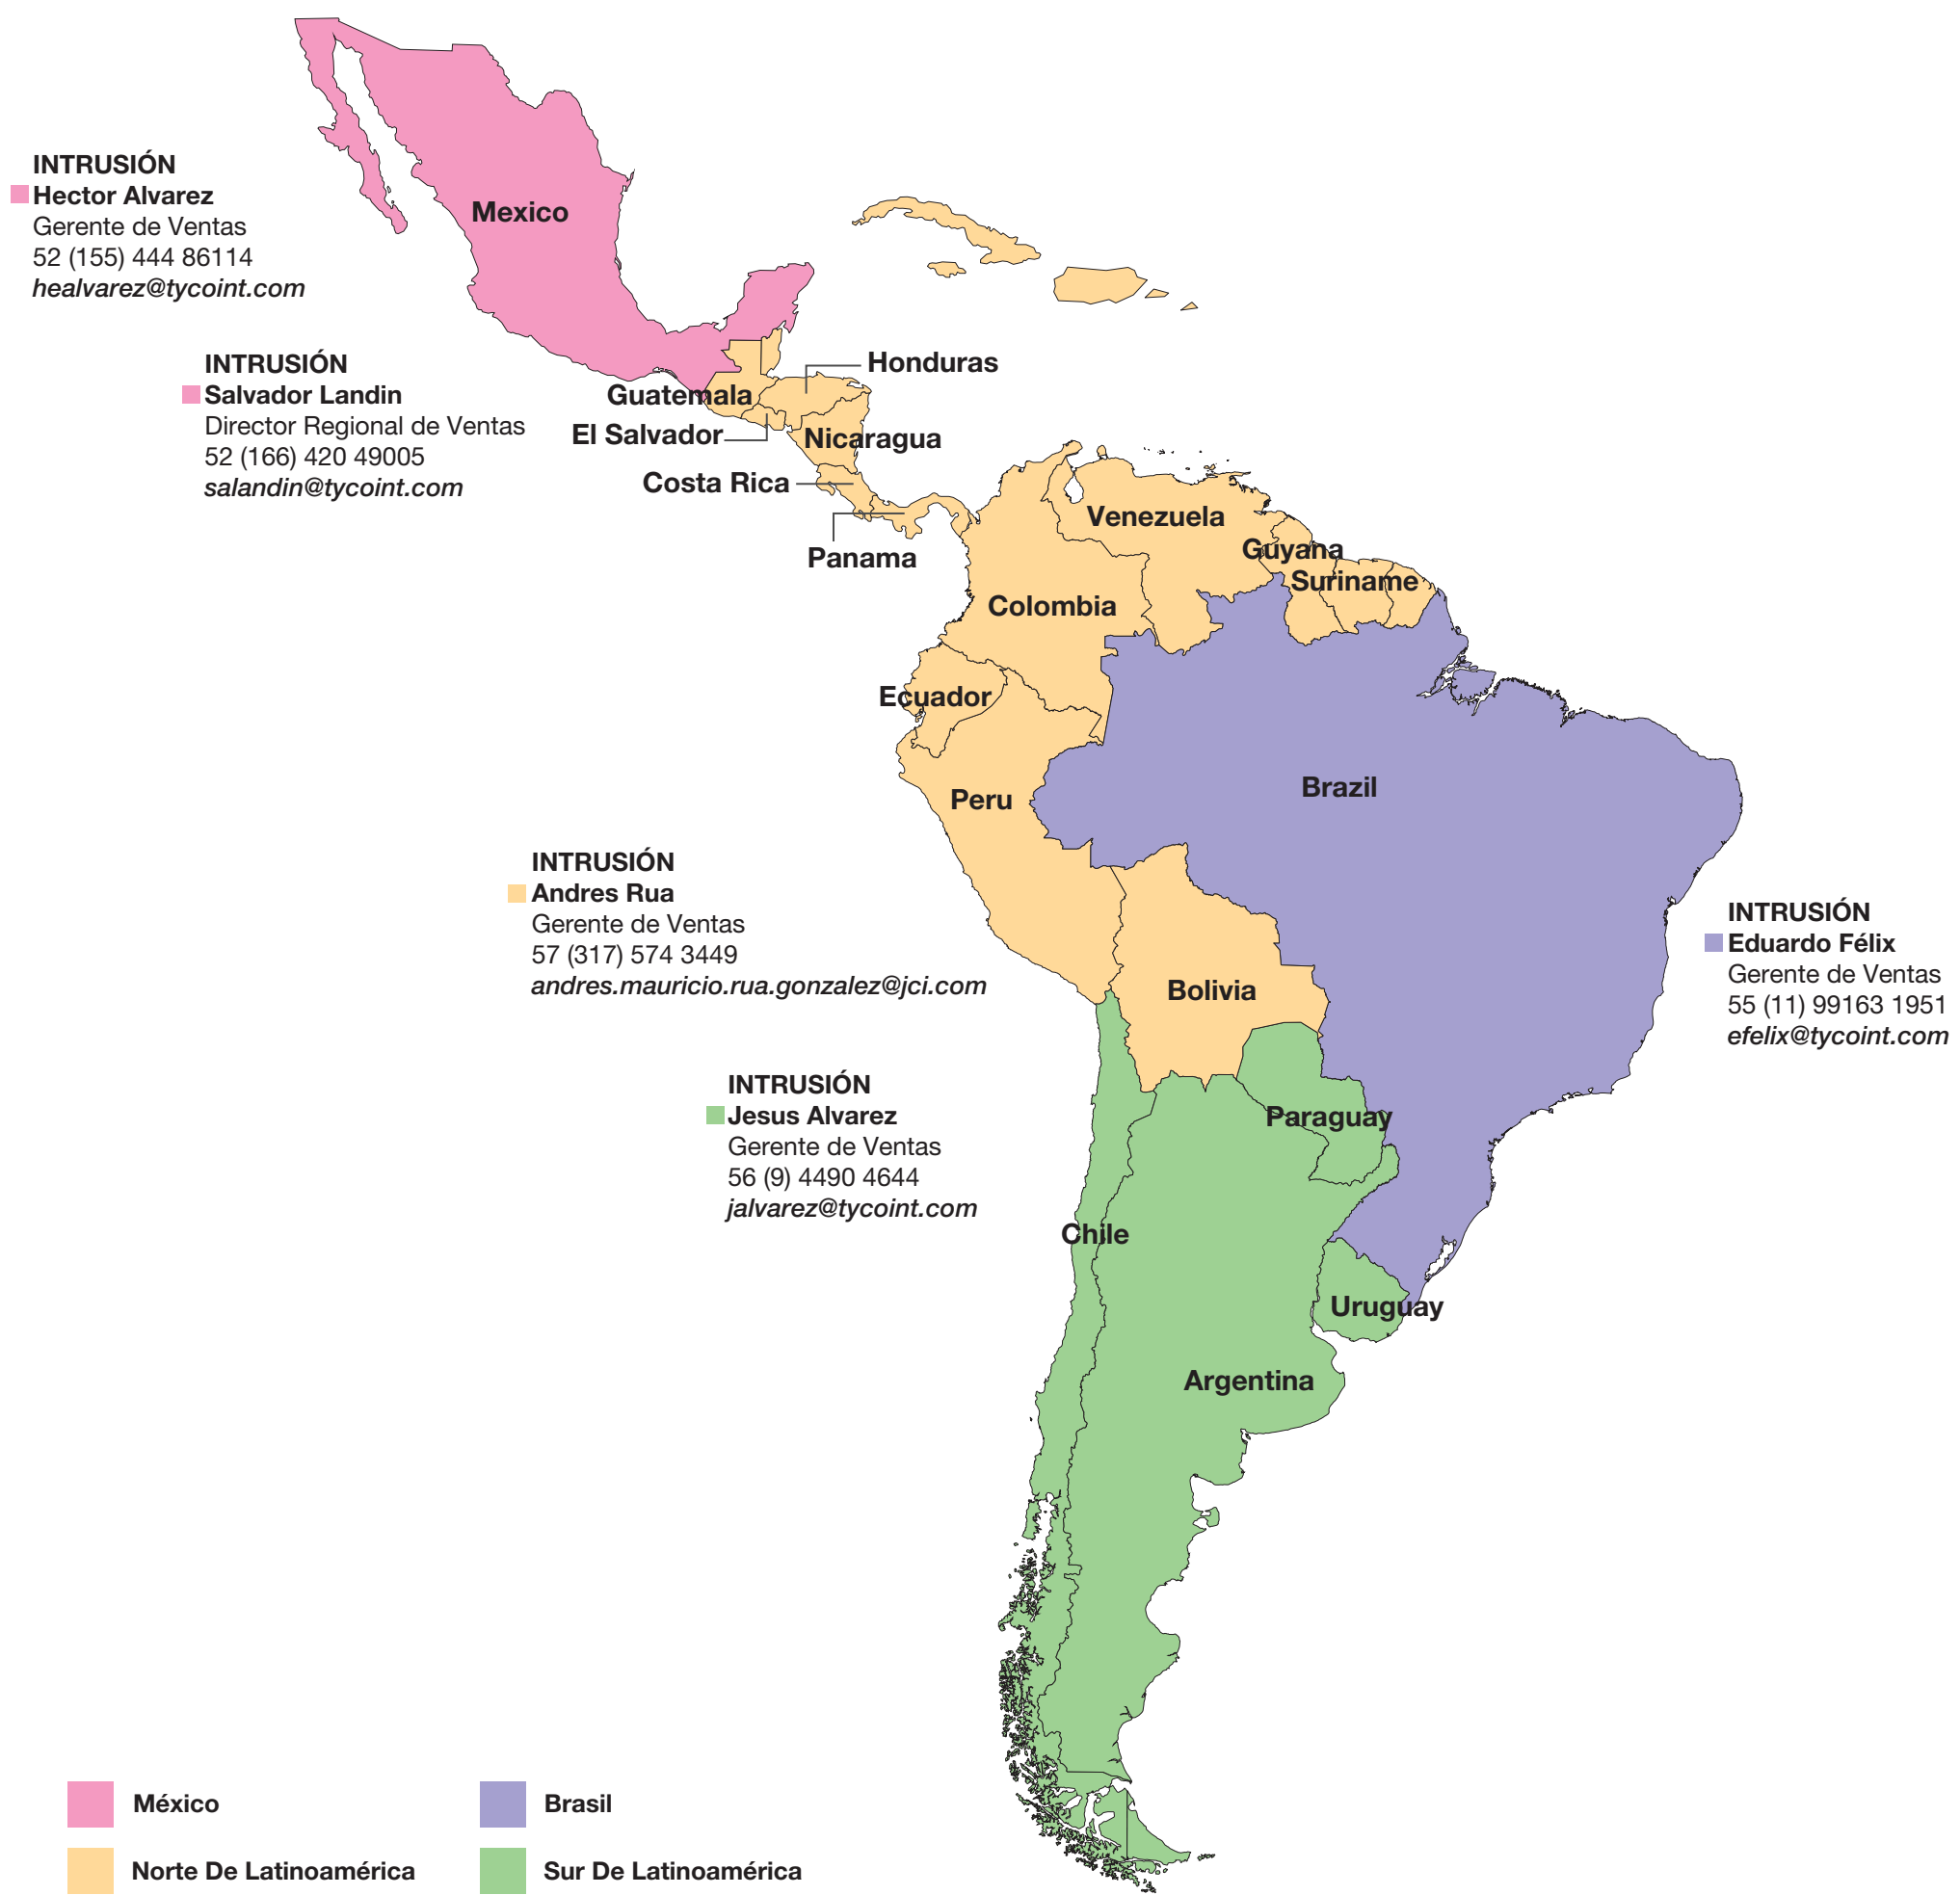 INTRUSIÓN
Hector Alvarez
Gerente de Ventas
52 (155) 444 86114
healvarez@tycoint.com
INTRUSIÓN
Salvador Landin
Director Regional de Ventas
52 (166) 420 49005
salandin@tycoint.com
Mexico
Honduras
Guatemala
El Salvador
Nicaragua
Costa Rica
Panama
Venezuela
Guyana
Suriname
Colombia
Ecuador
Peru
Brazil
INTRUSIÓN
Andres Rua
Gerente de Ventas
57 (317) 574 3449
andres.mauricio.rua.gonzalez@jci.com
INTRUSIÓN
Eduardo Félix
Gerente de Ventas
55 (11) 99163 1951
efelix@tycoint.com
Bolivia
INTRUSIÓN
Jesus Alvarez
Gerente de Ventas
56 (9) 4490 4644
jalvarez@tycoint.com
Paraguay
Chile
Uruguay
Argentina
México
Brasil
Norte De Latinoamérica
Sur De Latinoamérica